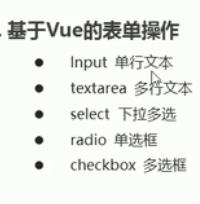 . 基于Vue的表单操作
● Input 单行文本
● textarea 多行文本
● select 下拉多选
● radio 单选框
● checkbox 多选框